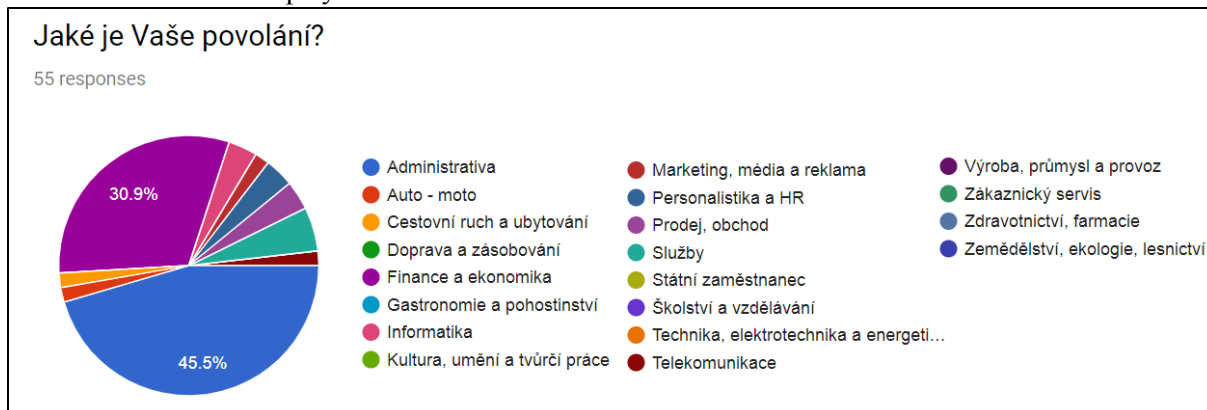 Jaké je Vaše povolání?
55 responses
30.9%
45.5%
Administrativa
Auto - moto
Cestovní ruch a ubytování
Doprava a zásobování
Finance a ekonomika
Gastronomie a pohostinství
Informatika
Kultura, umění a tvůrčí práce
Marketing, média a reklama
Personalistika a HR
Prodej, obchod
Služby
Státní zaměstnanec
Školství a vzdělávání
Technika, elektrotechnika a energeti...
Telekomunikace
Výroba, průmysl a provoz
Zákaznický servis
Zdravotnictví, farmacie
Zemědělství, ekologie, lesnictví